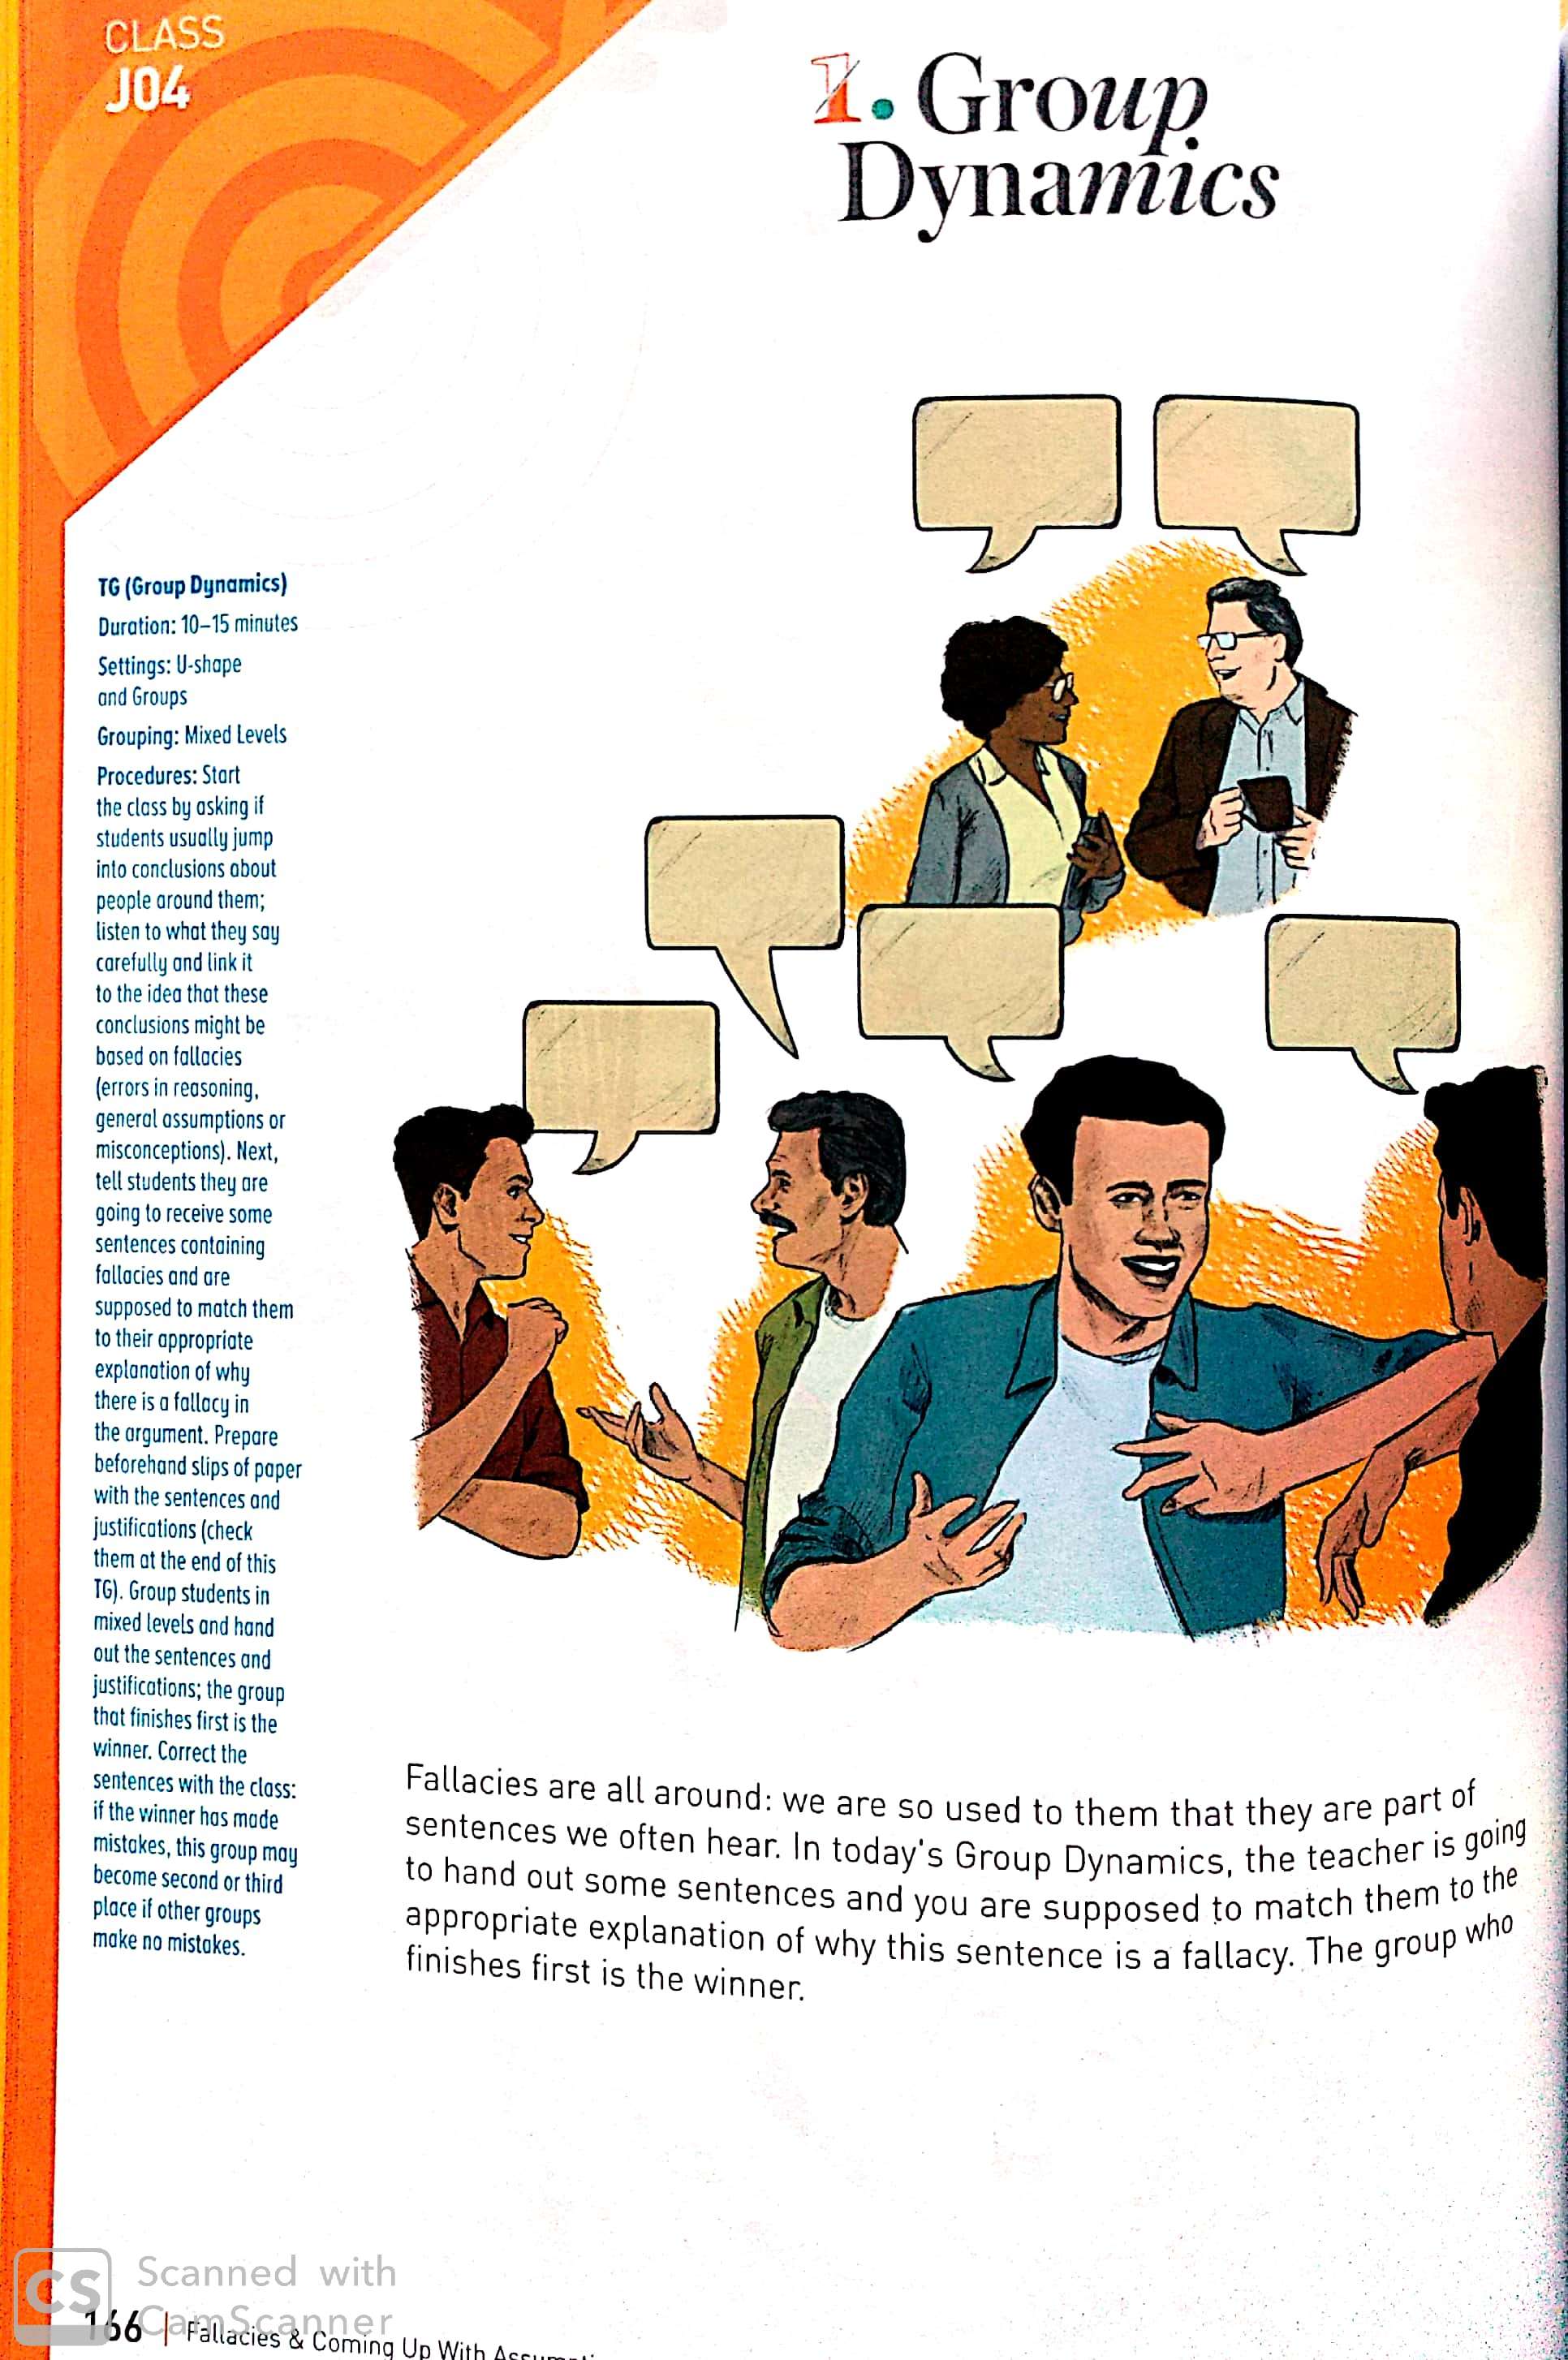 CLASS
J04
1. Group
Dynamics
TG (Group Dynamics)
Duration: 10–15 minutes
Settings: U-shape
and Groups
Grouping: Mixed Levels
Procedures: Start
the class by asking if
students usually jump
into conclusions about
people around them;
listen to what they say
carefully and link it
to the idea that these
conclusions might be
based on fallacies
(errors in reasoning,
general assumptions or
misconceptions). Next,
tell students they are
going to receive some
sentences containing
fallacies and are
supposed to match them
to their appropriate
explanation of why
there is a fallacy in
the argument. Prepare
beforehand slips of paper
with the sentences and
justifications (check
them at the end of this
TG). Group students in
mixed levels and hand
out the sentences and
justifications; the group
that finishes first is the
winner. Correct the
sentences with the class:
if the winner has made
mistakes, this group may
become second or third
place if other groups
make no mistakes.
Fallacies are all around: we are so used to them that they are part of
sentences we often hear. In today's Group Dynamics, the teacher is going
to hand out some sentences and you are supposed to match them to the
appropriate explanation of why this sentence is a fallacy. The group who
finishes first is the winner.
CS
Scanned with
CamScanner
166 | Fallacies & Coming Up With